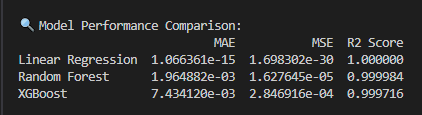 🔍 Model Performance Comparison:
MAE MSE R2 Score
Linear Regression 1.066361e-15 1.698302e-30 1.000000
Random Forest 1.964882e-03 1.627645e-05 0.999984
XGBoost 7.434120e-03 2.846916e-04 0.999716